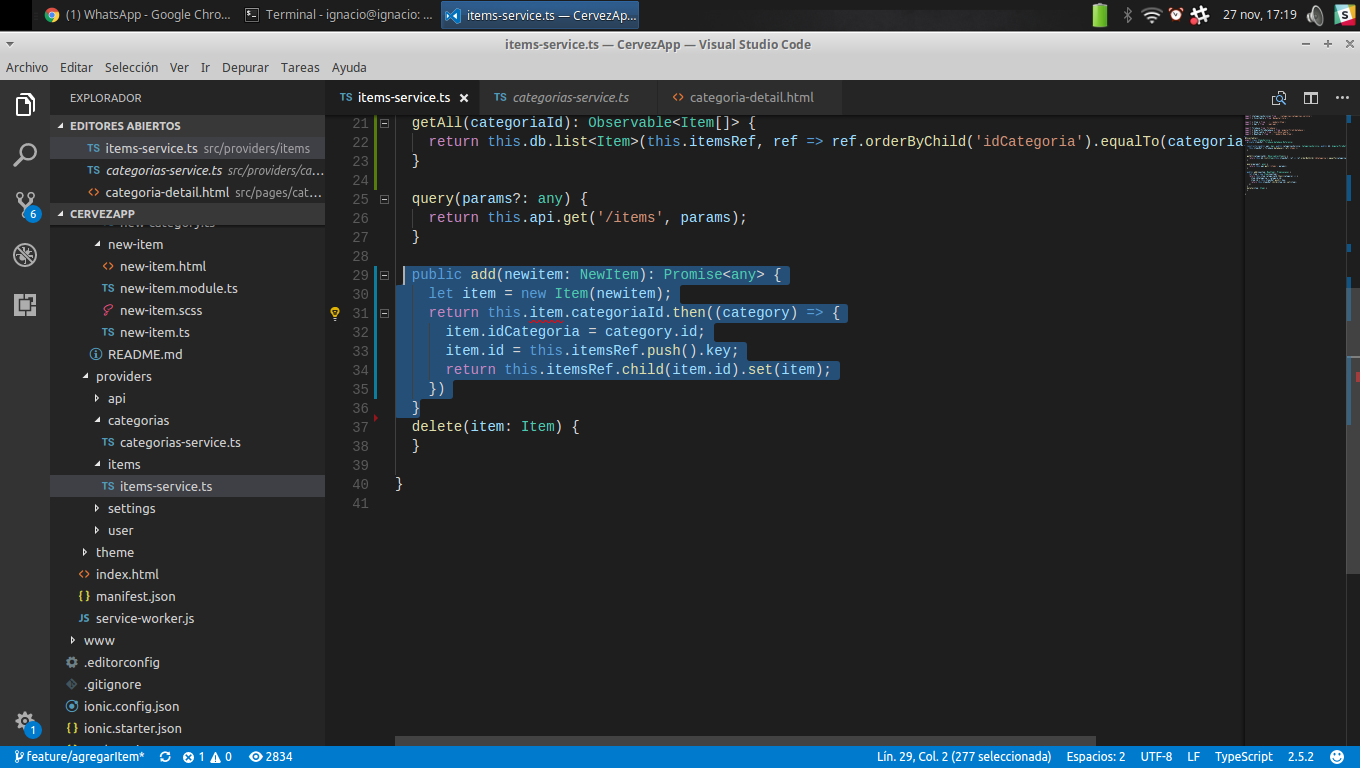 (1) WhatsApp - Google Chro...
Terminal - ignacio@ignacio: ...
items-service.ts — CervezAp...
27 nov, 17:19
items-service.ts — CervezApp — Visual Studio Code
Archivo Editar Selección Ver Ir Depurar Tareas Ayuda
EXPLORADOR
EDITORES ABIERTOS
TS items-service.ts src/providers/items
TS categorias-service.ts src/providers/ca...
<> categoria-detail.html src/pages/cat...
CERVEZAPP
new-item
<> new-item.html
TS new-item.module.ts
new-item.scss
TS new-item.ts
README.md
providers
api
categorias
TS categorias-service.ts
items
TS items-service.ts
settings
user
theme
<> index.html
{} manifest.json
JS service-worker.js
www
.editorconfig
.gitignore
ionic.config.json
{} ionic.starter.json
6
1
TS items-service.ts ×
TS categorias-service.ts
<> categoria-detail.html
21 getAll(categoriaId): Observable<Item[]> {
22 return this.db.list<Item>(this.itemsRef, ref => ref.orderByChild('idCategoria').equalTo(categoria
23 }
24
25 query(params?: any) {
26 return this.api.get('/items', params);
27 }
28
29 public add(newitem: NewItem): Promise<any> {
30 let item = new Item(newitem);
31 return this.item.categoriaId.then((category) => {
32 item.idCategoria = category.id;
33 item.id = this.itemsRef.push().key;
34 return this.itemsRef.child(item.id).set(item);
35 })
36 }
37 delete(item: Item) {
38 }
39
40 }
41
feature/agregarItem* 1 0 2834
Lín. 29, Col. 2 (277 seleccionada) Espacios: 2 UTF-8 LF TypeScript 2.5.2